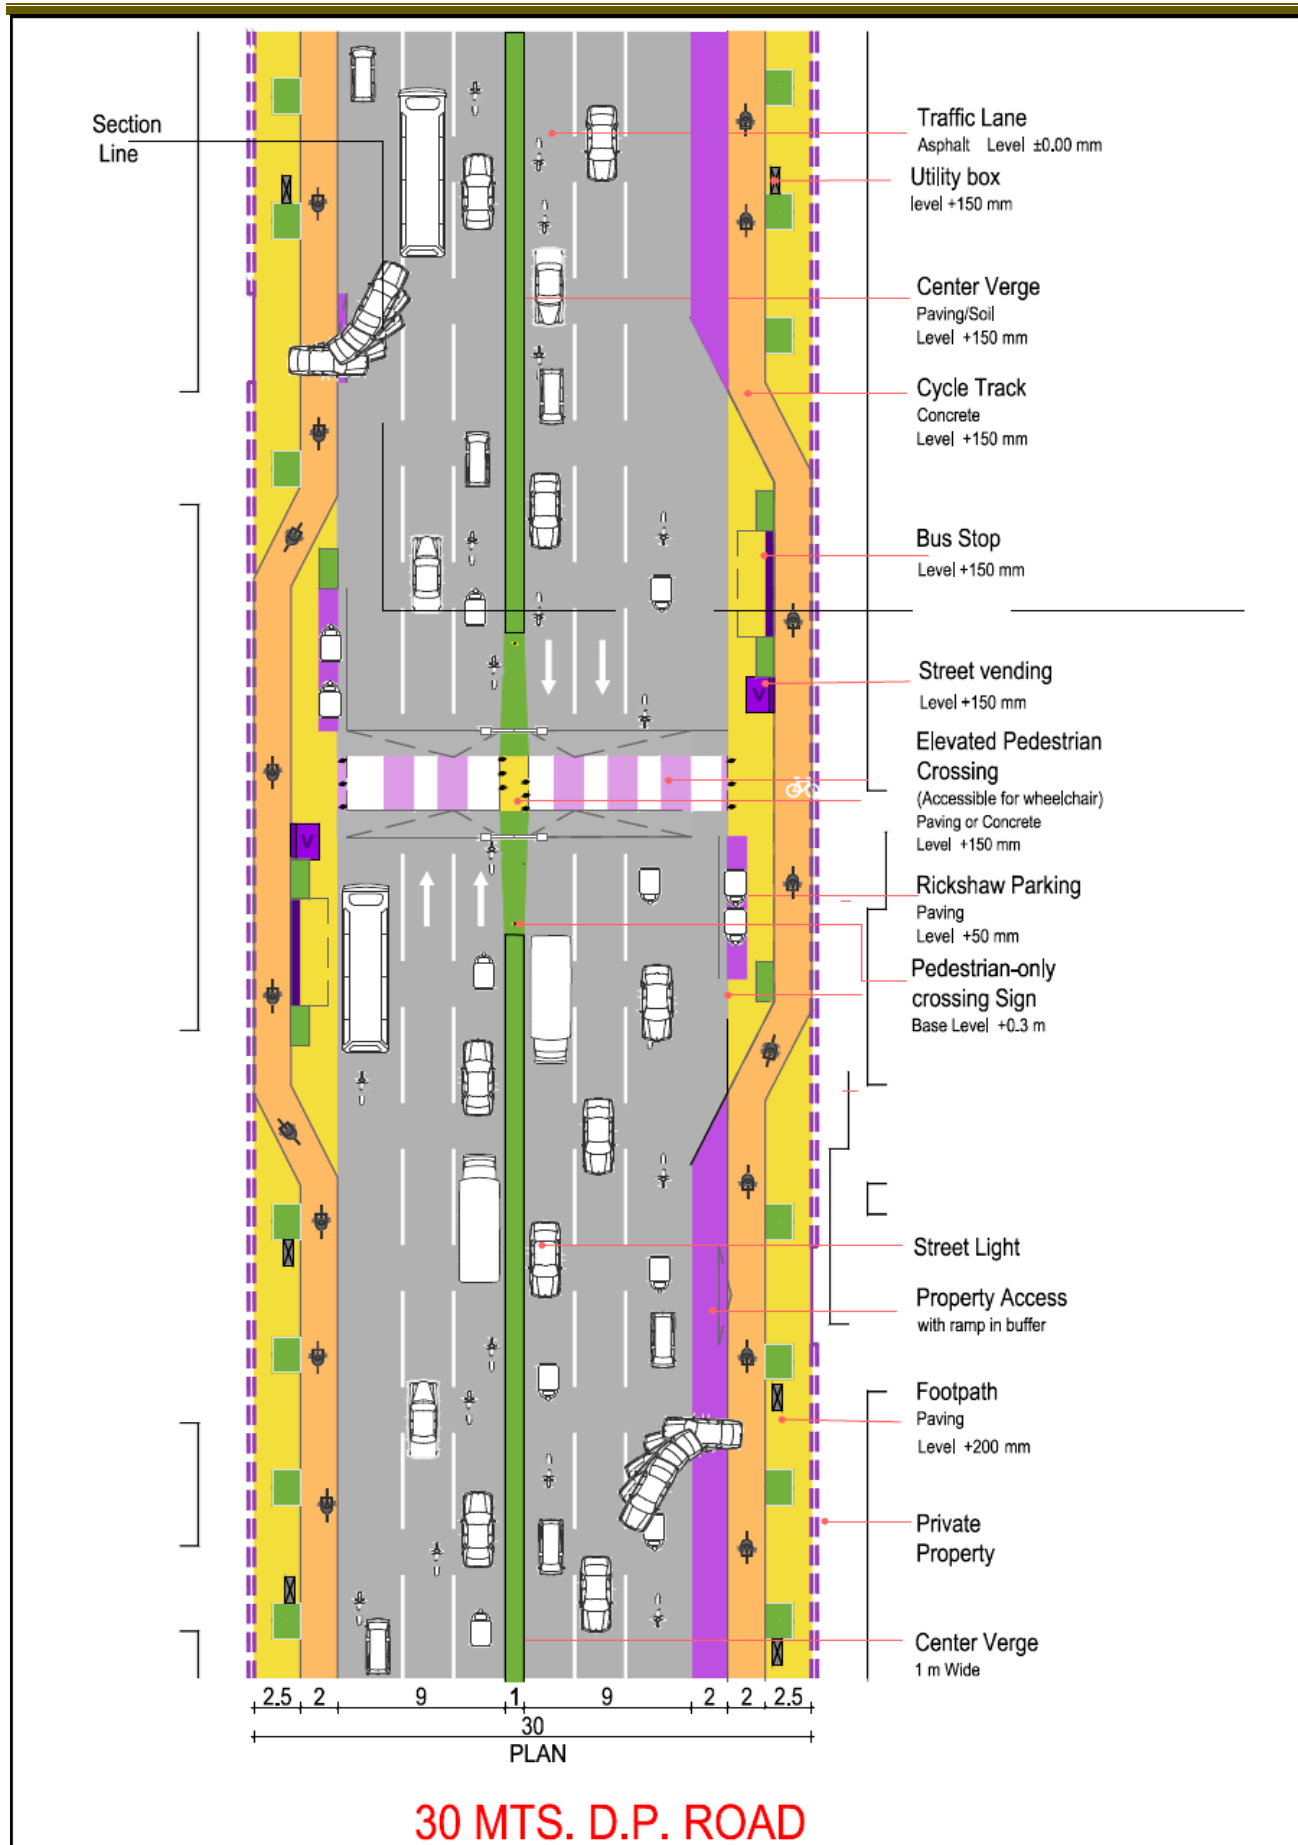 Section
Line
Traffic Lane
Asphalt Level ±0.00 mm
Utility box
level +150 mm
Center Verge
Paving/Soil
Level +150 mm
Cycle Track
Concrete
Level +150 mm
Bus Stop
Level +150 mm
Street vending
Level +150 mm
V
Elevated Pedestrian
Crossing
(Accessible for wheelchair)
Paving or Concrete
Level +150 mm
V
Rickshaw Parking
Paving
Level +50 mm
Pedestrian-only
crossing Sign
Base Level +0.3 m
Street Light
Property Access
with ramp in buffer
Footpath
Paving
Level +200 mm
Private
Property
Center Verge
1 m Wide
2.5 2 9 1 9 2 2 2.5
30
PLAN
30 MTS. D.P. ROAD